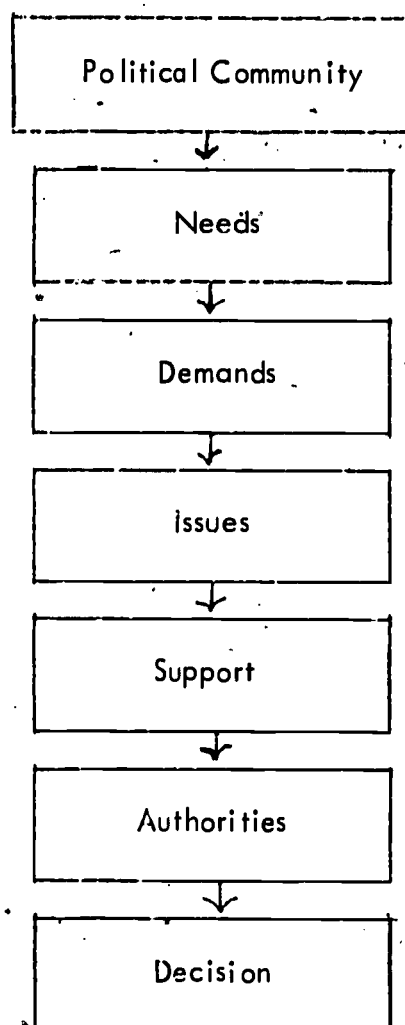 Political Community
Needs
Demands
issues
Support
Authorities
Decision